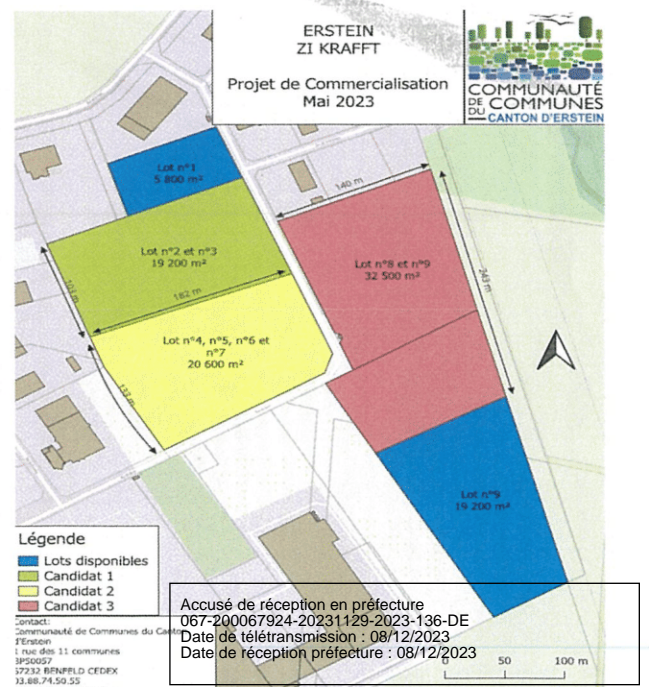 ERSTEIN
ZI KRAFFT
Projet de Commercialisation
Mai 2023
COMMUNAUTÉ
DE COMMUNES
DU CANTON D'ERSTEIN
Lot n°1
5 800 m²
140 m
Lot n°2 et n°3
19 200 m²
Lot n°8 et n°9
32 500 m²
243 m
103 m
182 m
Lot n°4, n°5, n°6 et
n°7
20 600 m²
133 m
Lot n°9
19 200 m²
Légende
Lots disponibles
Candidat 1
Candidat 2
Candidat 3
Contact:
Communauté de Communes du Canton
d'Erstein
1 rue des 11 communes
BP50057
67232 BENFELD CEDEX
03.88.74.50.55
Accusé de réception en préfecture
067-200067924-20231129-2023-136-DE
Date de télétransmission : 08/12/2023
Date de réception préfecture : 08/12/2023
0 50 100 m